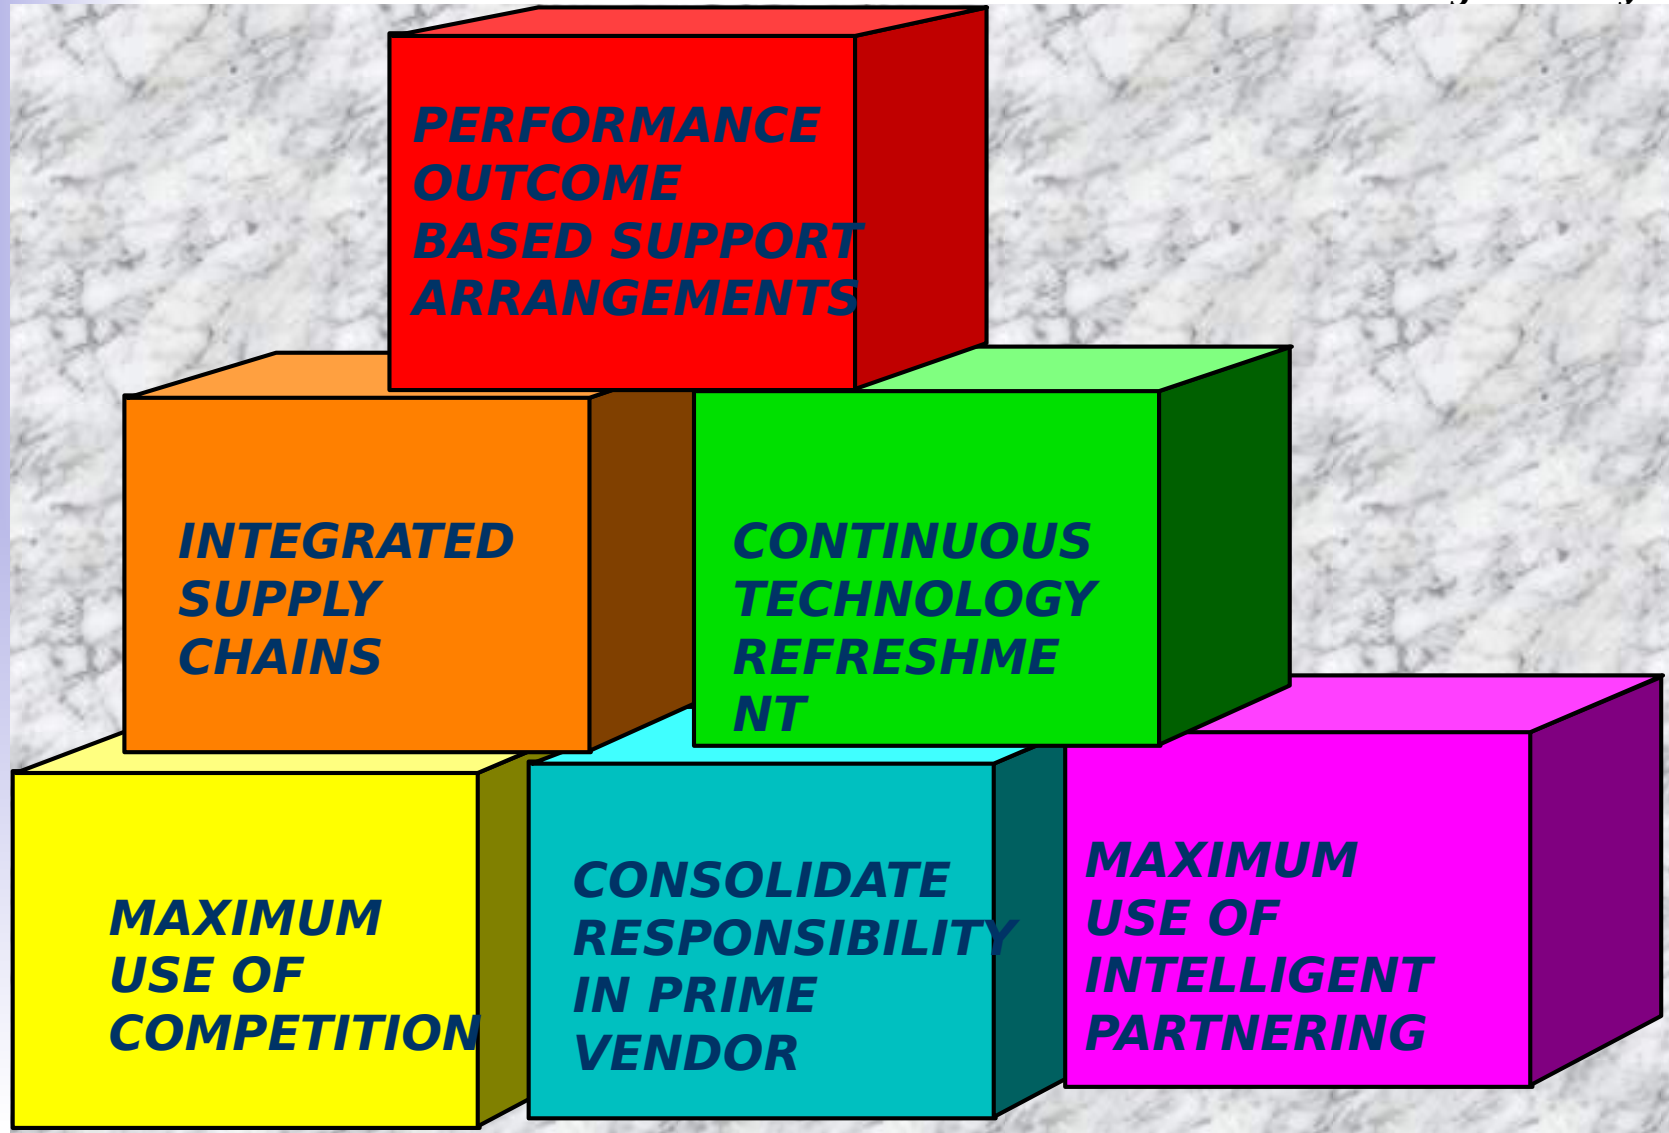 PERFORMANCE
OUTCOME
BASED SUPPORT
ARRANGEMENTS
INTEGRATED
SUPPLY
CHAINS
CONTINUOUS
TECHNOLOGY
REFRESHME
NT
MAXIMUM
USE OF
COMPETITION
CONSOLIDATE
RESPONSIBILITY
IN PRIME
VENDOR
MAXIMUM
USE OF
INTELLIGENT
PARTNERING